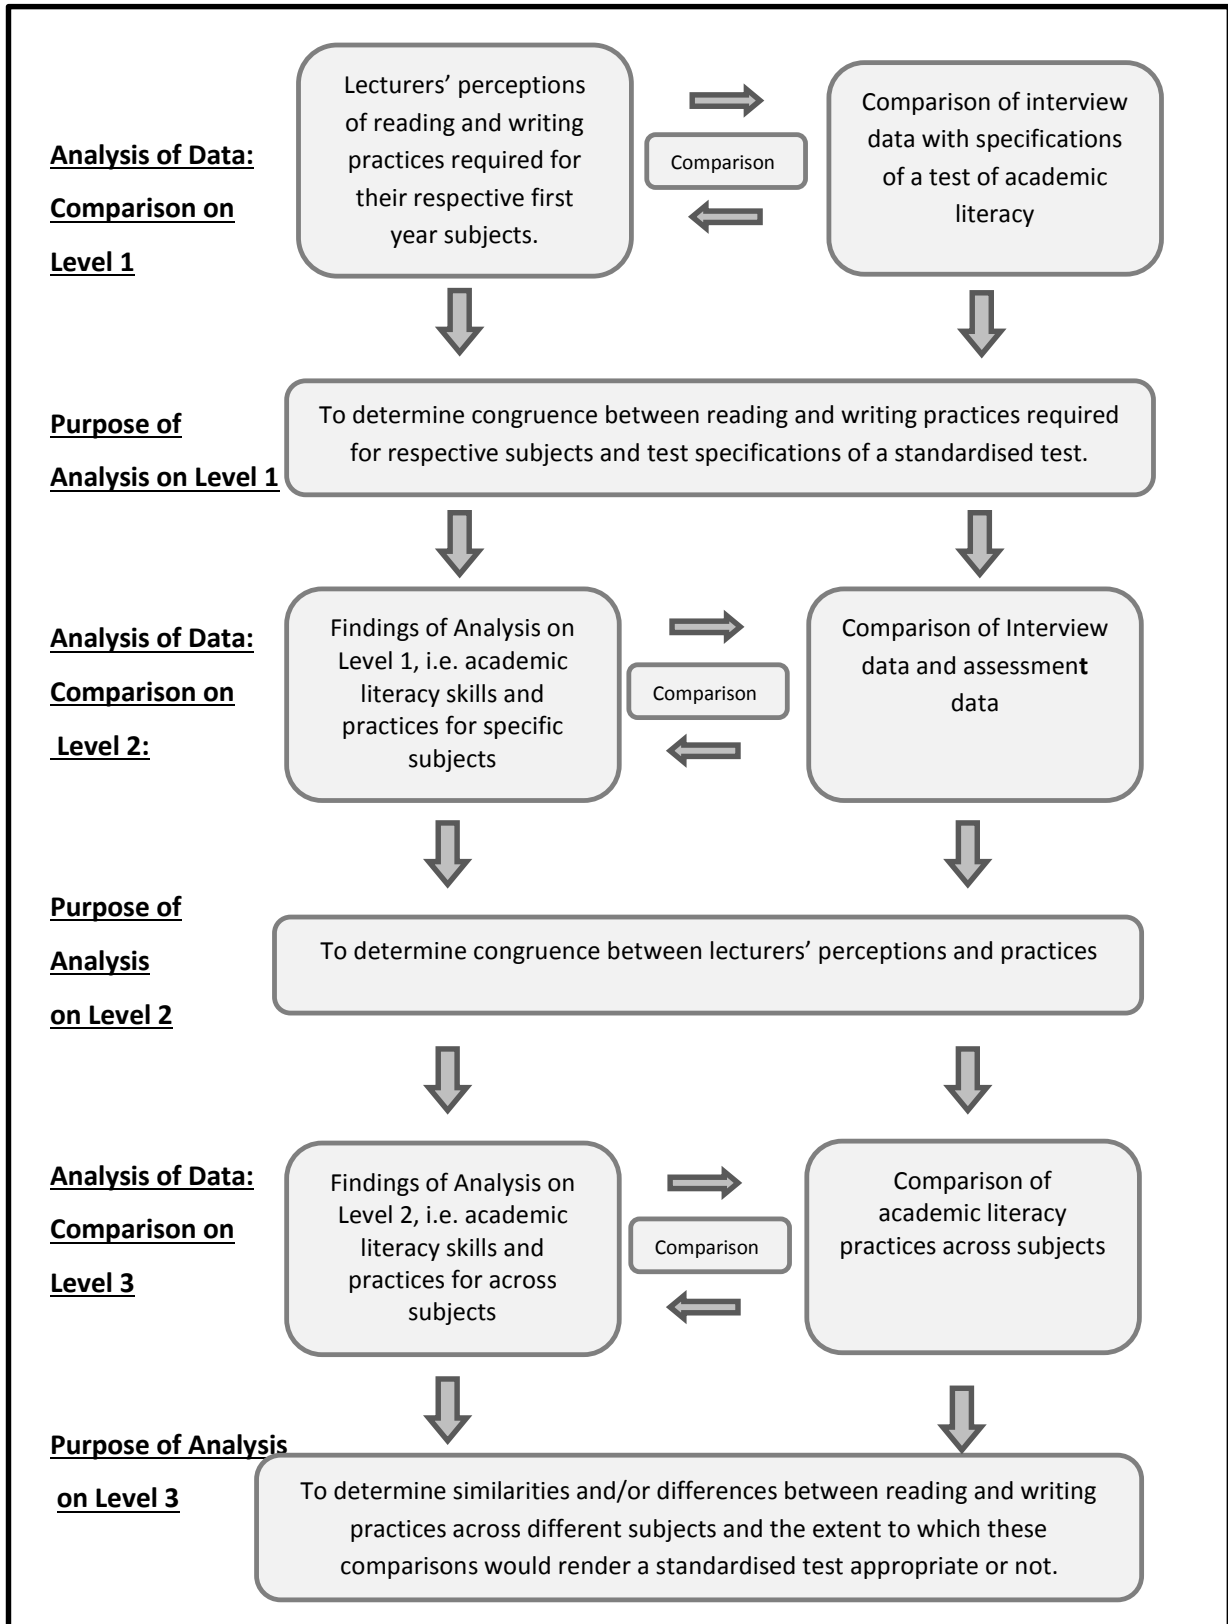 Analysis of Data:
Comparison on
Level 1
Lecturers’ perceptions
of reading and writing
practices required for
their respective first
year subjects.
Comparison
Comparison of interview
data with specifications
of a test of academic
literacy
Purpose of
Analysis on Level 1
To determine congruence between reading and writing practices required
for respective subjects and test specifications of a standardised test.
Analysis of Data:
Comparison on
Level 2:
Findings of Analysis on
Level 1, i.e. academic
literacy skills and
practices for specific
subjects
Comparison
Comparison of Interview
data and assessment
data
Purpose of
Analysis
on Level 2
To determine congruence between lecturers’ perceptions and practices
Analysis of Data:
Comparison on
Level 3
Findings of Analysis on
Level 2, i.e. academic
literacy skills and
practices for across
subjects
Comparison
Comparison of
academic literacy
practices across subjects
Purpose of Analysis
on Level 3
To determine similarities and/or differences between reading and writing
practices across different subjects and the extent to which these
comparisons would render a standardised test appropriate or not.